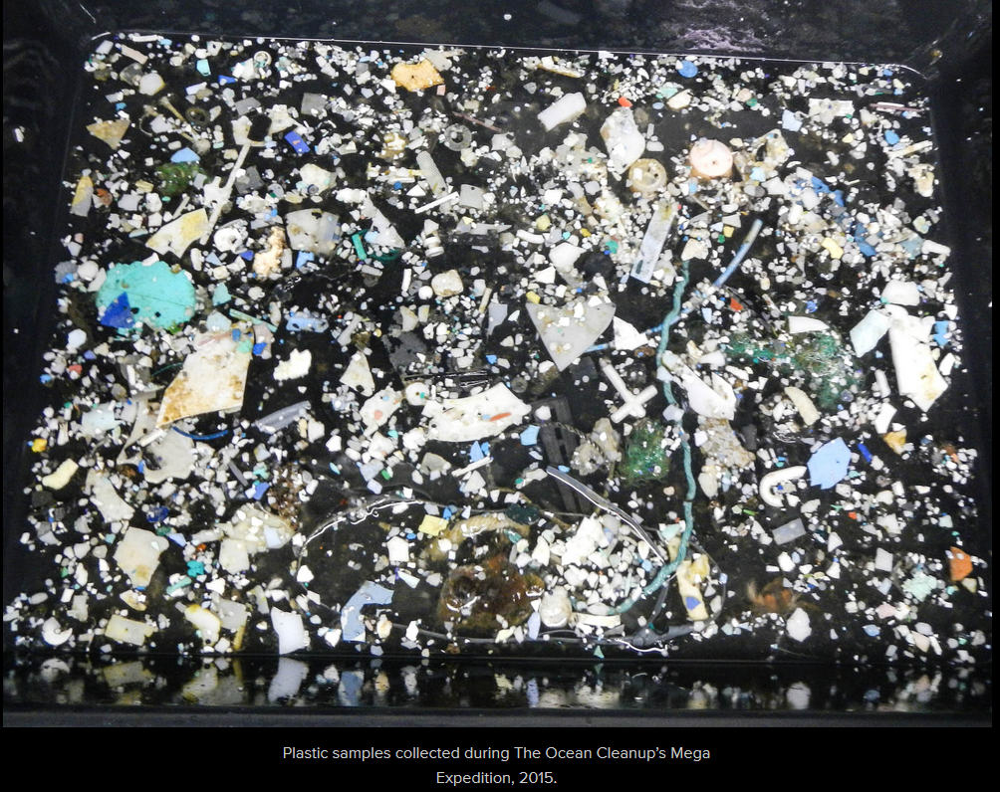 Plastic samples collected during The Ocean Cleanup’s Mega
Expedition, 2015.